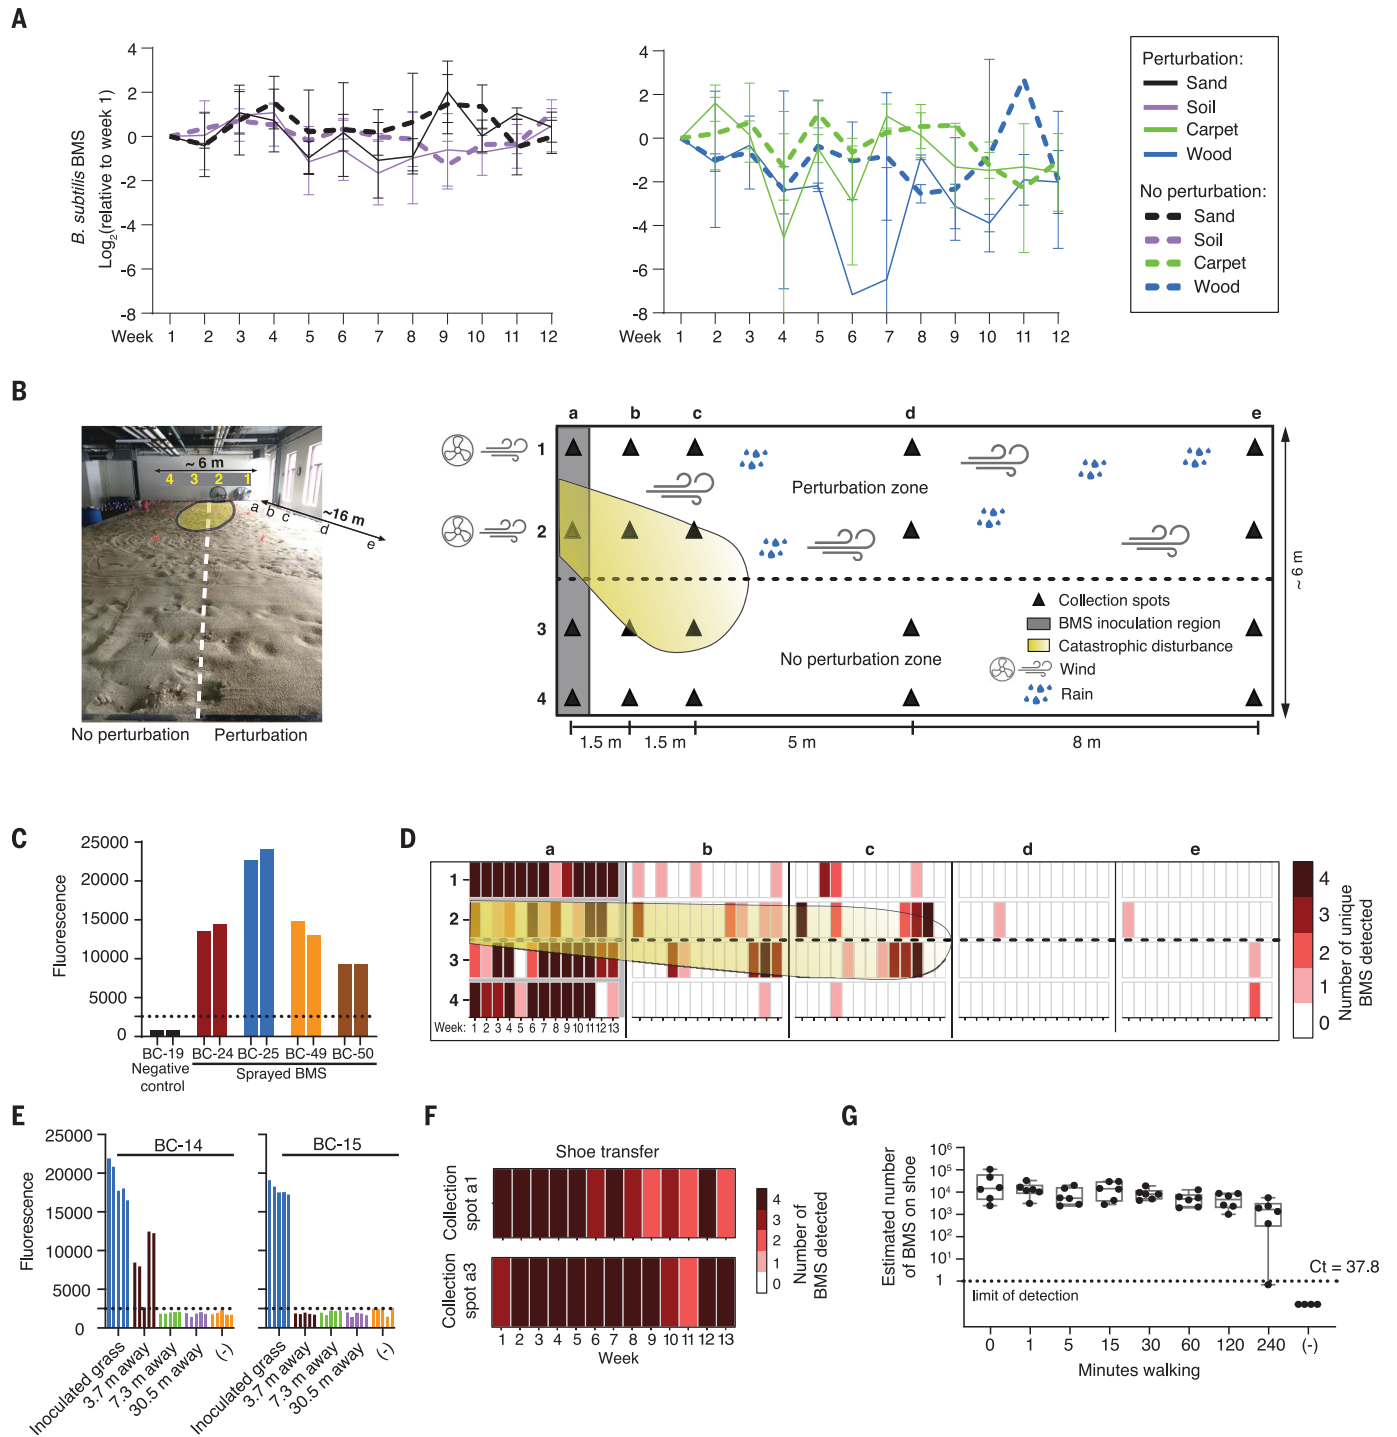 A
B. subtilis BMS
Log2(relative to week 1)
4
2
0
-2
-4
-6
-8
Week 1 2 3 4 5 6 7 8 9 10 11 12
4
2
0
-2
-4
-6
-8
Week 1 2 3 4 5 6 7 8 9 10 11 12
Perturbation:
Sand
Soil
Carpet
Wood
No perturbation:
Sand
Soil
Carpet
Wood
B
~ 6 m
4 3 2 1
a b c d e
~16 m
No perturbation Perturbation
a b c d e
1
2
3
4
Perturbation zone
No perturbation zone
Collection spots
BMS inoculation region
Catastrophic disturbance
Wind
Rain
~ 6 m
1.5 m 1.5 m 5 m 8 m
C
Fluorescence
25000
20000
15000
10000
5000
0
BC-19 BC-24 BC-25 BC-49 BC-50
Negative control
Sprayed BMS
D
a b c d e
1
2
3
4
Week: 1 2 3 4 5 6 7 8 9 10 11 12 13
4
3
2
1
0
Number of unique
BMS detected
E
Fluorescence
25000
20000
15000
10000
5000
0
BC-14
BC-15
Inoculated grass
3.7 m away
7.3 m away
30.5 m away
(-)
Inoculated grass
3.7 m away
7.3 m away
30.5 m away
(-)
F
Shoe transfer
Collection
spot a1
Collection
spot a3
1 2 3 4 5 6 7 8 9 10 11 12 13
Week
4
3
2
1
0
Number of
BMS detected
G
Estimated number
of BMS on shoe
10^6
10^5
10^4
10^3
10^2
10^1
1
limit of detection
Ct = 37.8
0 1 5 15 30 60 120 240 (-)
Minutes walking